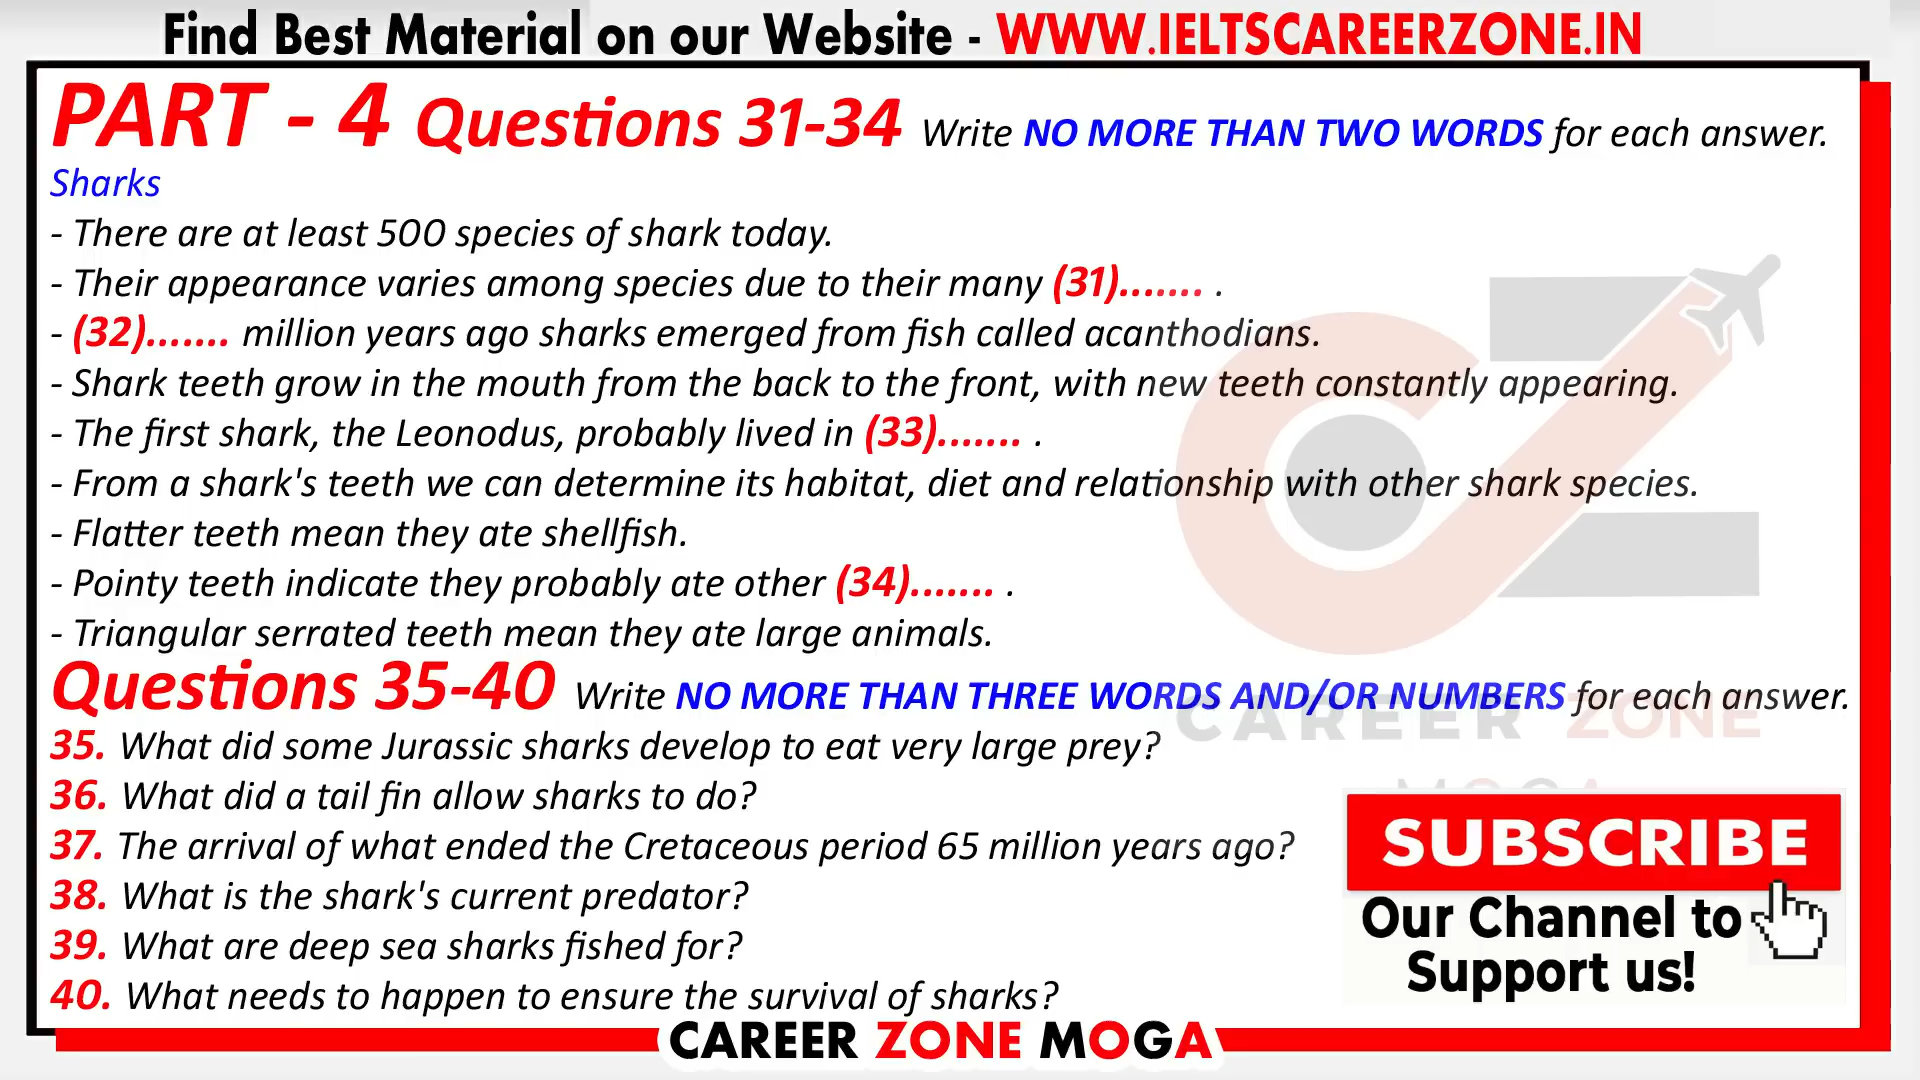 Find Best Material on our Website - WWW.IELTSCAREERZONE.IN
PART - 4 Questions 31-34 Write NO MORE THAN TWO WORDS for each answer.
Sharks
- There are at least 500 species of shark today.
- Their appearance varies among species due to their many (31)....... .
- (32)....... million years ago sharks emerged from fish called acanthodians.
- Shark teeth grow in the mouth from the back to the front, with new teeth constantly appearing.
- The first shark, the Leonodus, probably lived in (33)....... .
- From a shark's teeth we can determine its habitat, diet and relationship with other shark species.
- Flatter teeth mean they ate shellfish.
- Pointy teeth indicate they probably ate other (34)....... .
- Triangular serrated teeth mean they ate large animals.
Questions 35-40 Write NO MORE THAN THREE WORDS AND/OR NUMBERS for each answer.
CAREER ZONE
MOGA
35. What did some Jurassic sharks develop to eat very large prey?
36. What did a tail fin allow sharks to do?
37. The arrival of what ended the Cretaceous period 65 million years ago?
38. What is the shark's current predator?
39. What are deep sea sharks fished for?
40. What needs to happen to ensure the survival of sharks?
SUBSCRIBE
Our Channel to
Support us!
CAREER ZONE MOGA